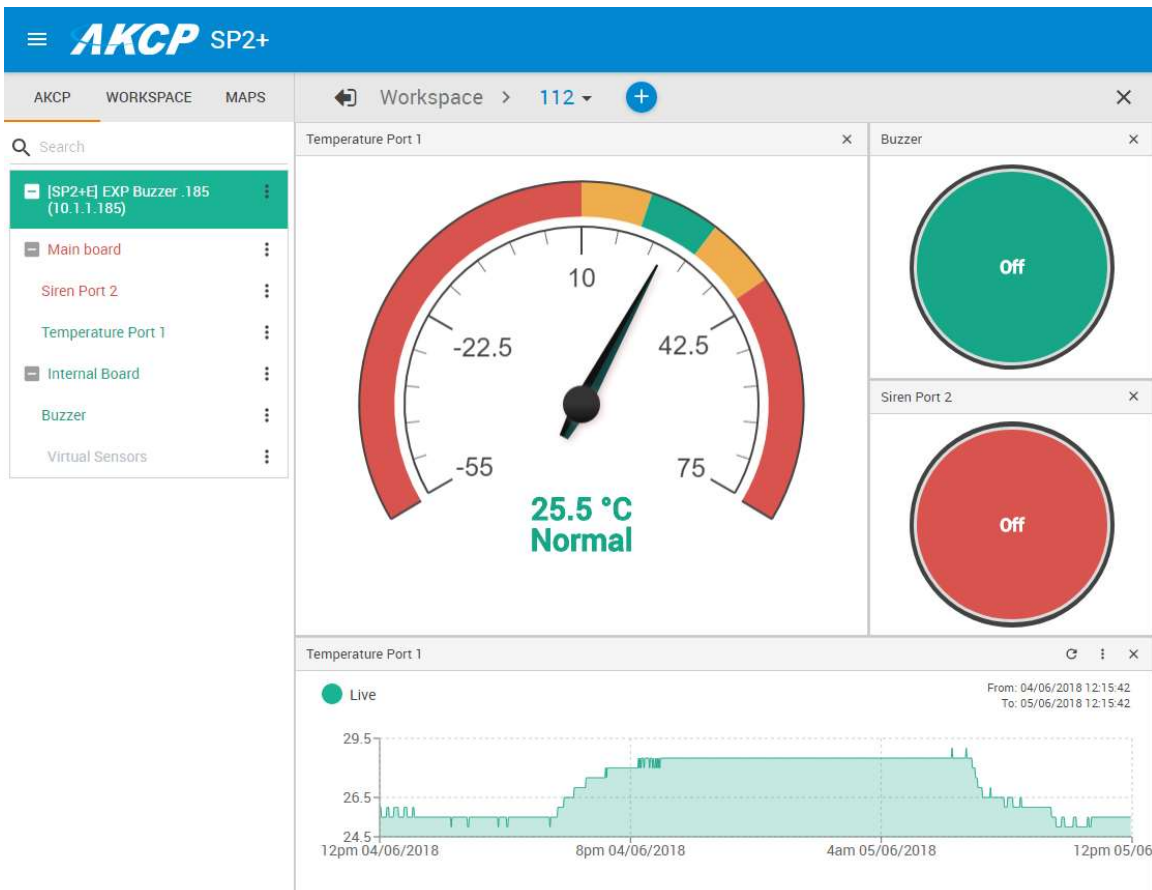 AKCP SP2+
AKCP WORKSPACE MAPS
Workspace > 112
Search
[SP2+E] EXP Buzzer .185
(10.1.1.185)
Main board
Siren Port 2
Temperature Port 1
Internal Board
Buzzer
Virtual Sensors
Temperature Port 1
10
-22.5
42.5
-55
75
25.5 °C
Normal
Buzzer
Off
Siren Port 2
Off
Temperature Port 1
Live
From: 04/06/2018 12:15:42
To: 05/06/2018 12:15:42
29.5
26.5
24.5
12pm 04/06/2018
8pm 04/06/2018
4am 05/06/2018
12pm 05/06